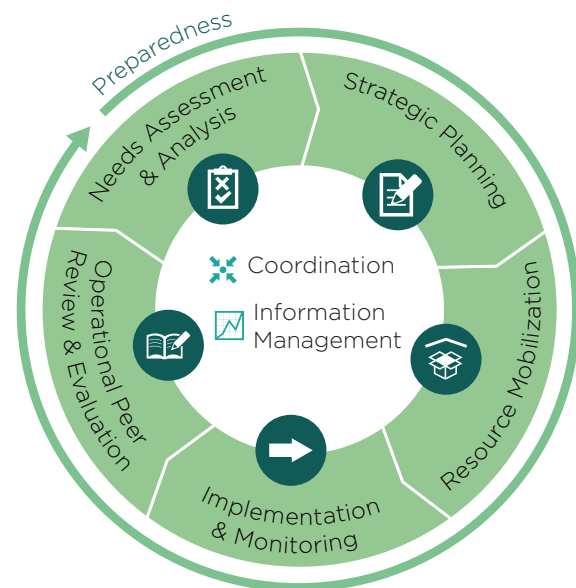 Preparedness
Needs Assessment
& Analysis
Strategic Planning
Resource Mobilization
Implementation
& Monitoring
Operational Peer
Review & Evaluation
Coordination
Information
Management